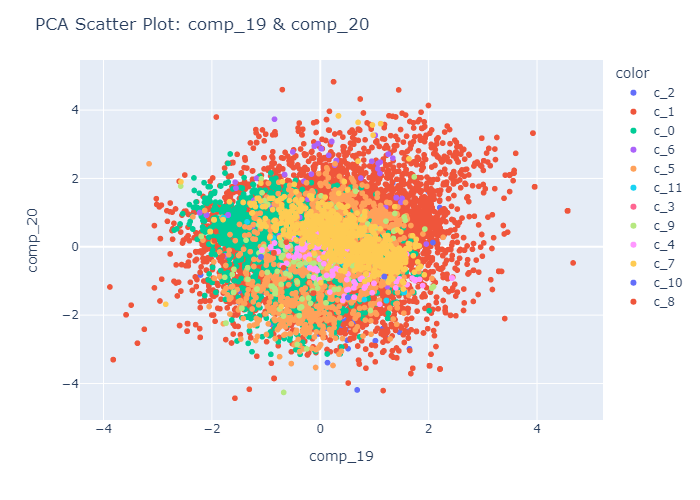 PCA Scatter Plot: comp_19 & comp_20
color
c_2
c_1
c_0
c_6
c_5
c_11
c_3
c_9
c_4
c_7
c_10
c_8
4
2
0
−2
−4
comp_20
−4 −2 0 2 4
comp_19